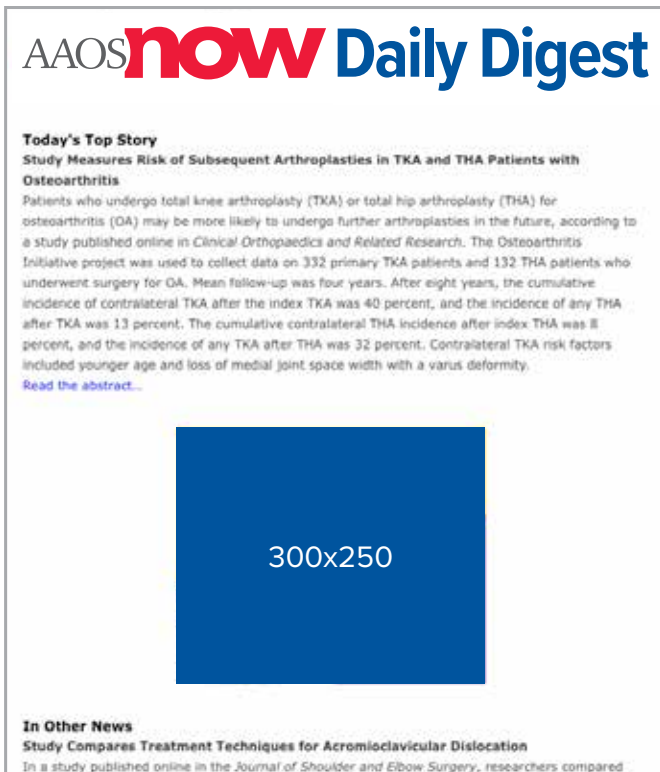 AAOSnow Daily Digest
Today's Top Story
Study Measures Risk of Subsequent Arthroplasties in TKA and THA Patients with
Osteoarthritis
Patients who undergo total knee arthroplasty (TKA) or total hip arthroplasty (THA) for
osteoarthritis (OA) may be more likely to undergo further arthroplasties in the future, according to
a study published online in Clinical Orthopaedics and Related Research. The Osteoarthritis
Initiative project was used to collect data on 332 primary TKA patients and 132 THA patients who
underwent surgery for OA. Mean follow-up was four years. After eight years, the cumulative
incidence of contralateral TKA after the index TKA was 40 percent, and the incidence of any THA
after TKA was 13 percent. The cumulative contralateral THA incidence after index THA was 8
percent, and the incidence of any TKA after THA was 32 percent. Contralateral TKA risk factors
included younger age and loss of medial joint space width with a varus deformity.
Read the abstract...
300x250
In Other News
Study Compares Treatment Techniques for Acromioclavicular Dislocation
In a study published online in the Journal of Shoulder and Elbow Surgery, researchers compared